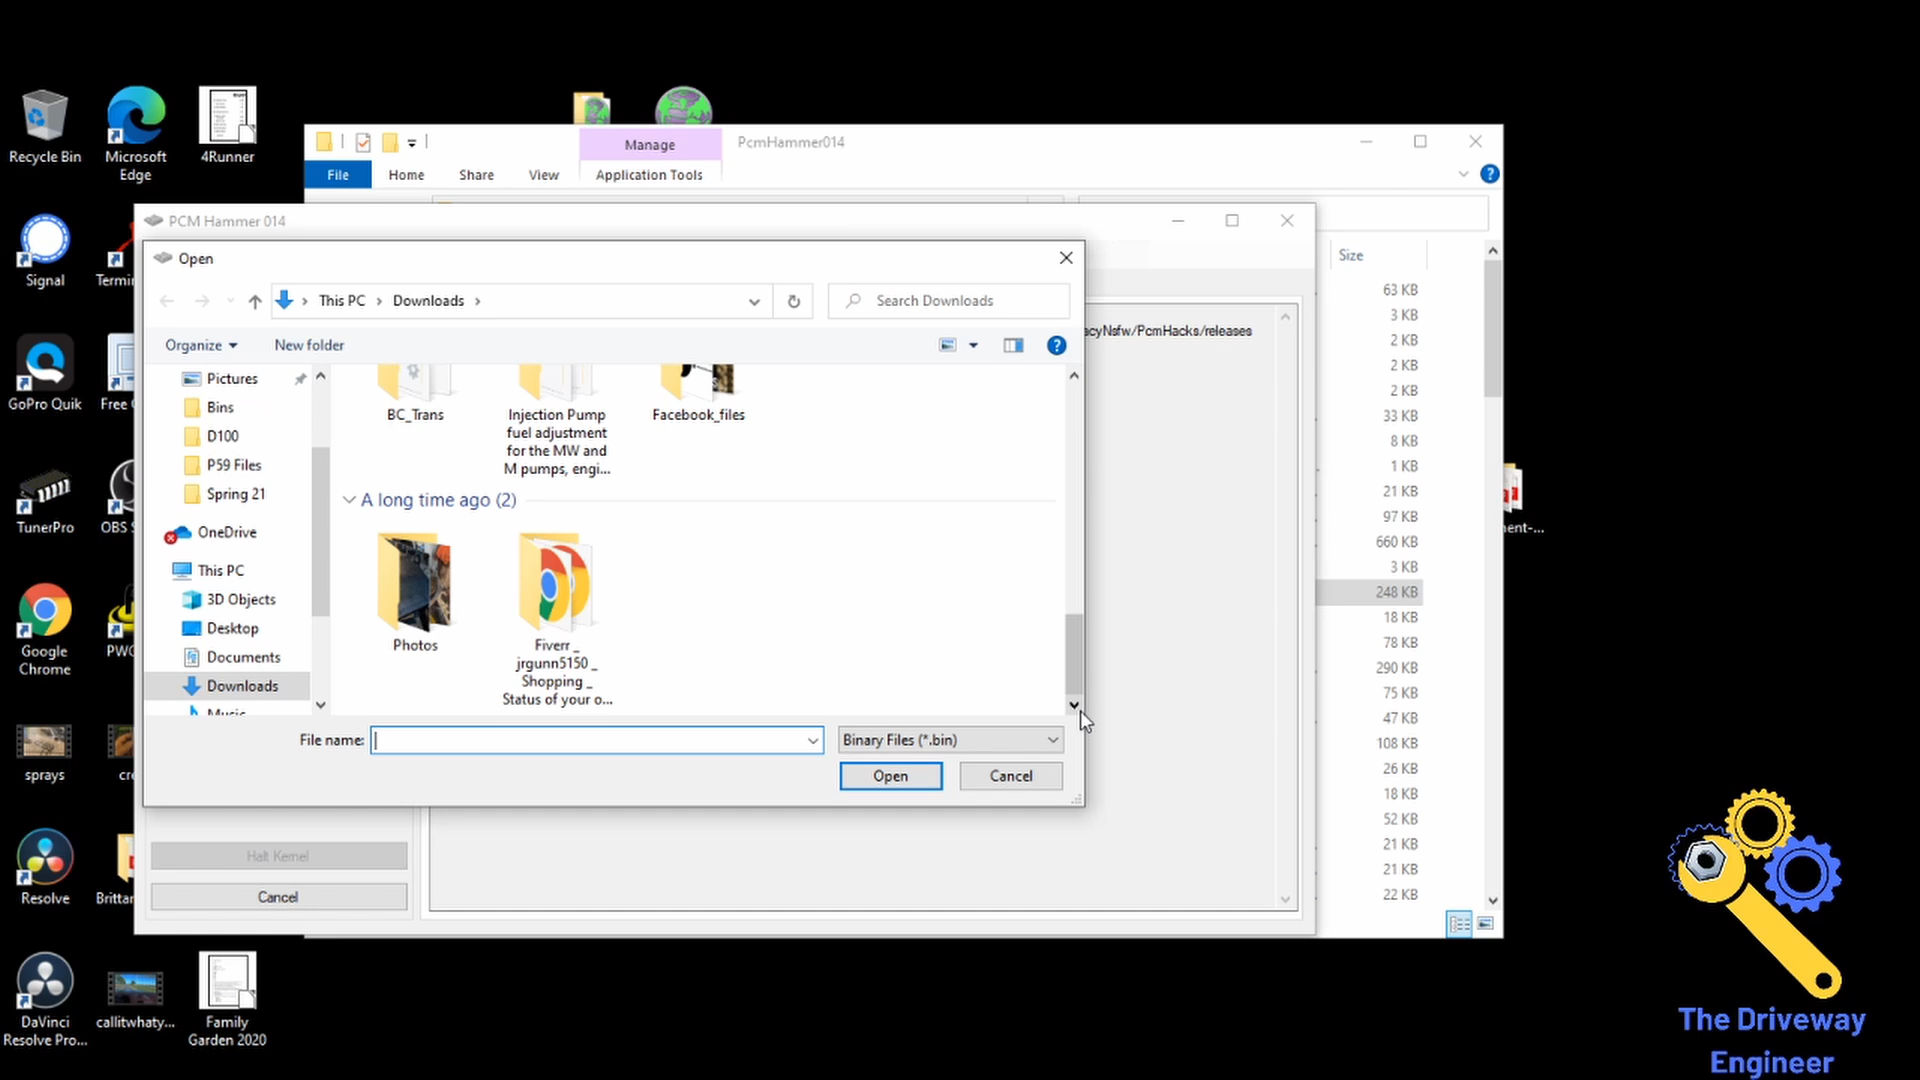 Recycle Bin
Microsoft
Edge
4Runner
Signal
GoPro Quik
TunerPro
Google
Chrome
sprays
Resolve
DaVinci
Resolve Pro...
callitwhaty...
Family
Garden 2020
Manage
PcmHammer014
File
Home
Share
View
Application Tools
Size
63 KB
3 KB
2 KB
2 KB
2 KB
33 KB
8 KB
1 KB
21 KB
97 KB
660 KB
3 KB
248 KB
18 KB
78 KB
290 KB
75 KB
47 KB
108 KB
26 KB
18 KB
52 KB
21 KB
21 KB
22 KB
PCM Hammer 014
acyNsfw/PcmHacks/releases
Halt Kernel
Cancel
Open
This PC > Downloads >
Search Downloads
Organize
New folder
Pictures
Bins
D100
P59 Files
Spring 21
OneDrive
This PC
3D Objects
Desktop
Documents
Downloads
Music
BC_Trans
Injection Pump
fuel adjustment
for the MW and
M pumps, engi...
Facebook_files
A long time ago (2)
Photos
Fiverr _
jrgunn5150 _
Shopping _
Status of your o...
File name:
Binary Files (*.bin)
Open
Cancel
The Driveway
Engineer